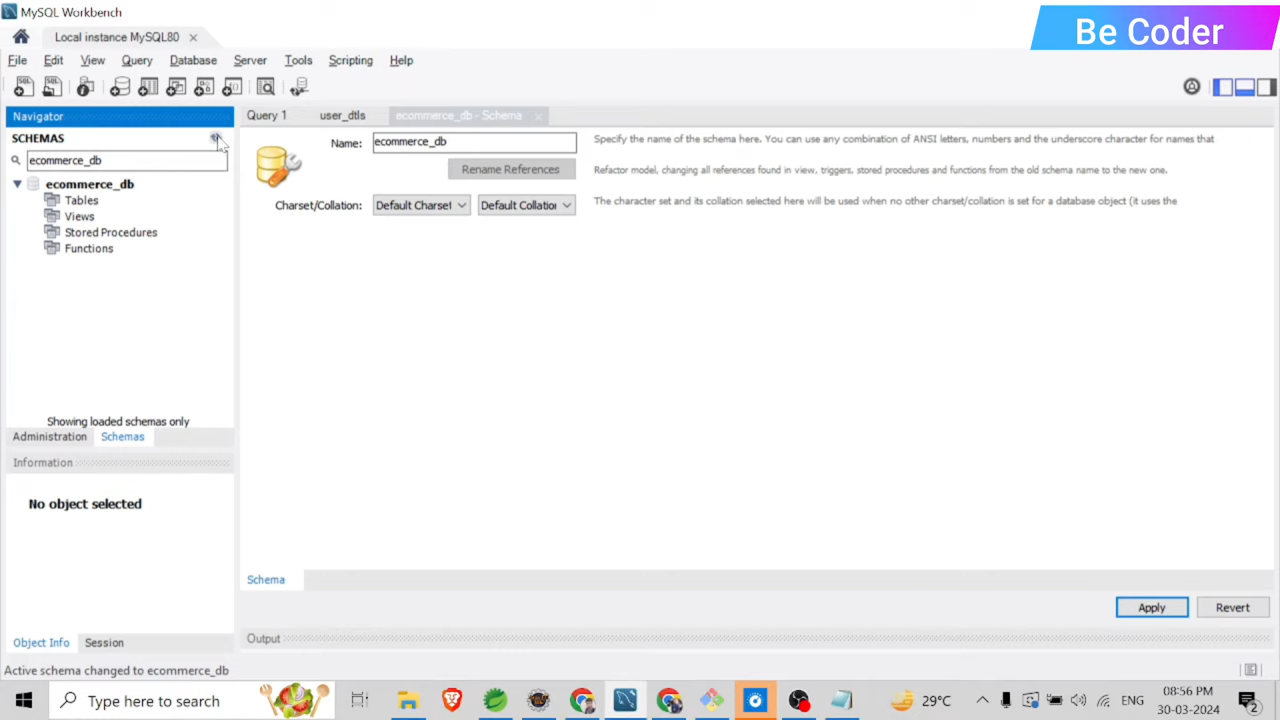 MySQL Workbench
Be Coder
Local instance MySQL80
File Edit View Query Database Server Tools Scripting Help
Navigator
SCHEMAS
ecommerce_db
ecommerce_db
Tables
Views
Stored Procedures
Functions
Showing loaded schemas only
Administration Schemas
Information
No object selected
Object Info Session
Query 1 user_dtls ecommerce_db - Schema
Name: ecommerce_db Specify the name of the schema here. You can use any combination of ANSI letters, numbers and the underscore character for names that
Rename References Refactor model, changing all references found in view, triggers, stored procedures and functions from the old schema name to the new one.
Charset/Collation: Default Charset Default Collation The character set and its collation selected here will be used when no other charset/collation is set for a database object (it uses the
Schema
Apply Revert
Output
Active schema changed to ecommerce_db
Type here to search
29°C
ENG
08:56 PM
30-03-2024
2